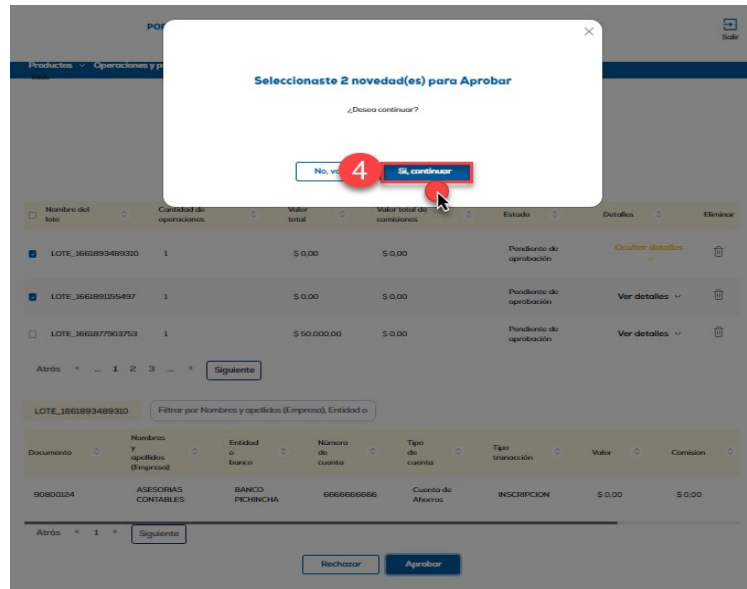 POR
Salir
Productos Operaciones y p
Seleccionaste 2 novedad(es) para Aprobar
¿Desea continuar?
No, vo
4
Si, continuar
Nombre del lote Cantidad de operaciones Valor total Valor total de comisiones Estado Detalles Eliminar
LOTE_1661893489310 1 $ 0,00 $ 0,00 Pendiente de aprobación Ocultar detalles
LOTE_1661891155497 1 $ 0,00 $ 0,00 Pendiente de aprobación Ver detalles
LOTE_1661877903753 1 $ 50.000,00 $ 0,00 Pendiente de aprobación Ver detalles
Atrás « ... 1 2 3 ... » Siguiente
LOTE_1661893489310 Filtrar por Nombres y apellidos (Empresa), Entidad o
Documento Nombres y apellidos (Empresa) Entidad o banco Número de cuenta Tipo de cuenta Tipo tranacción Valor Comision
90800124 ASESORIAS CONTABLES BANCO PICHINCHA 6666666666 Cuenta de Ahorros INSCRIPCION $ 0,00 $ 0,00
Atrás « 1 » Siguiente
Rechazar Aprobar